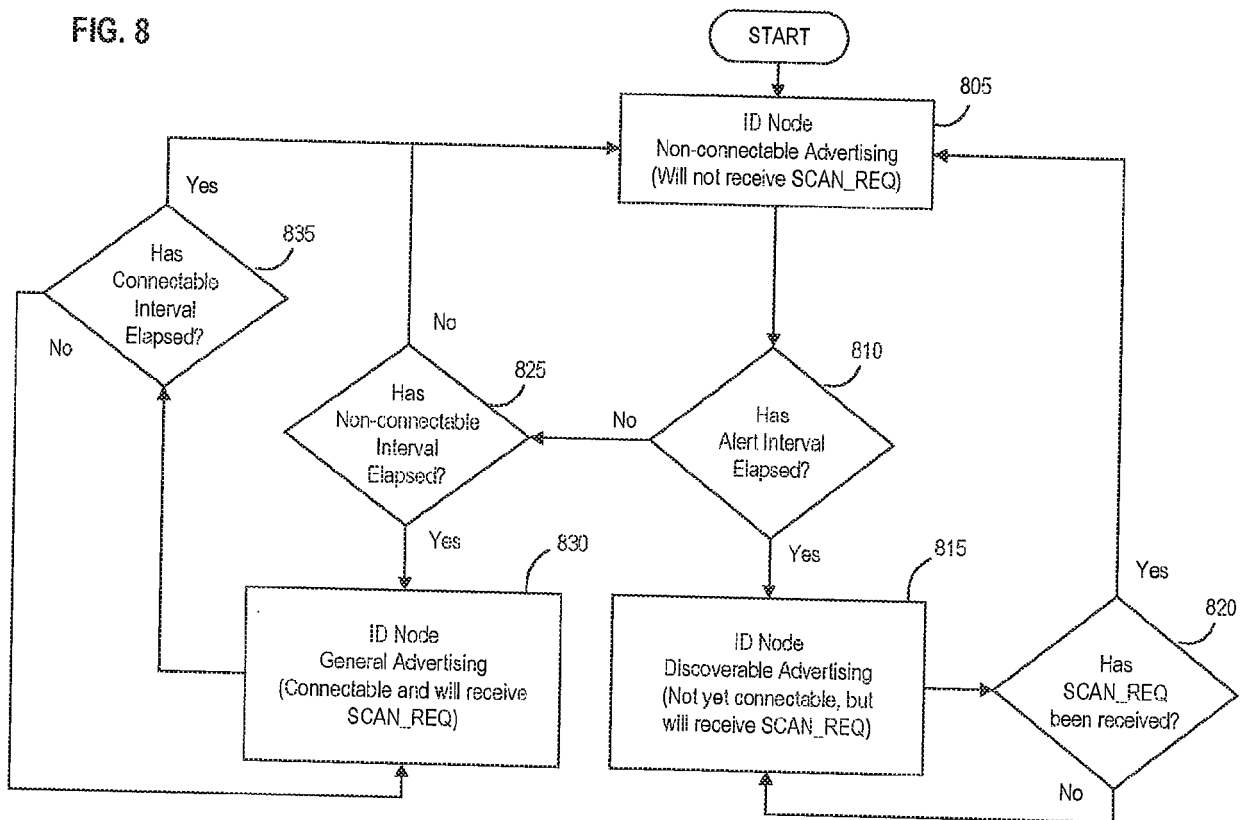 FIG. 8
START
805
ID Node
Non-connectable Advertising
(Will not receive SCAN_REQ)
Yes
835
Has
Connectable
Interval
Elapsed?
No
No
825
Has
Non-connectable
Interval
Elapsed?
No
810
Has
Alert Interval
Elapsed?
Yes
830
Yes
815
Yes
820
ID Node
General Advertising
(Connectable and will receive
SCAN_REQ)
ID Node
Discoverable Advertising
(Not yet connectable, but
will receive SCAN_REQ)
Has
SCAN_REQ
been received?
No